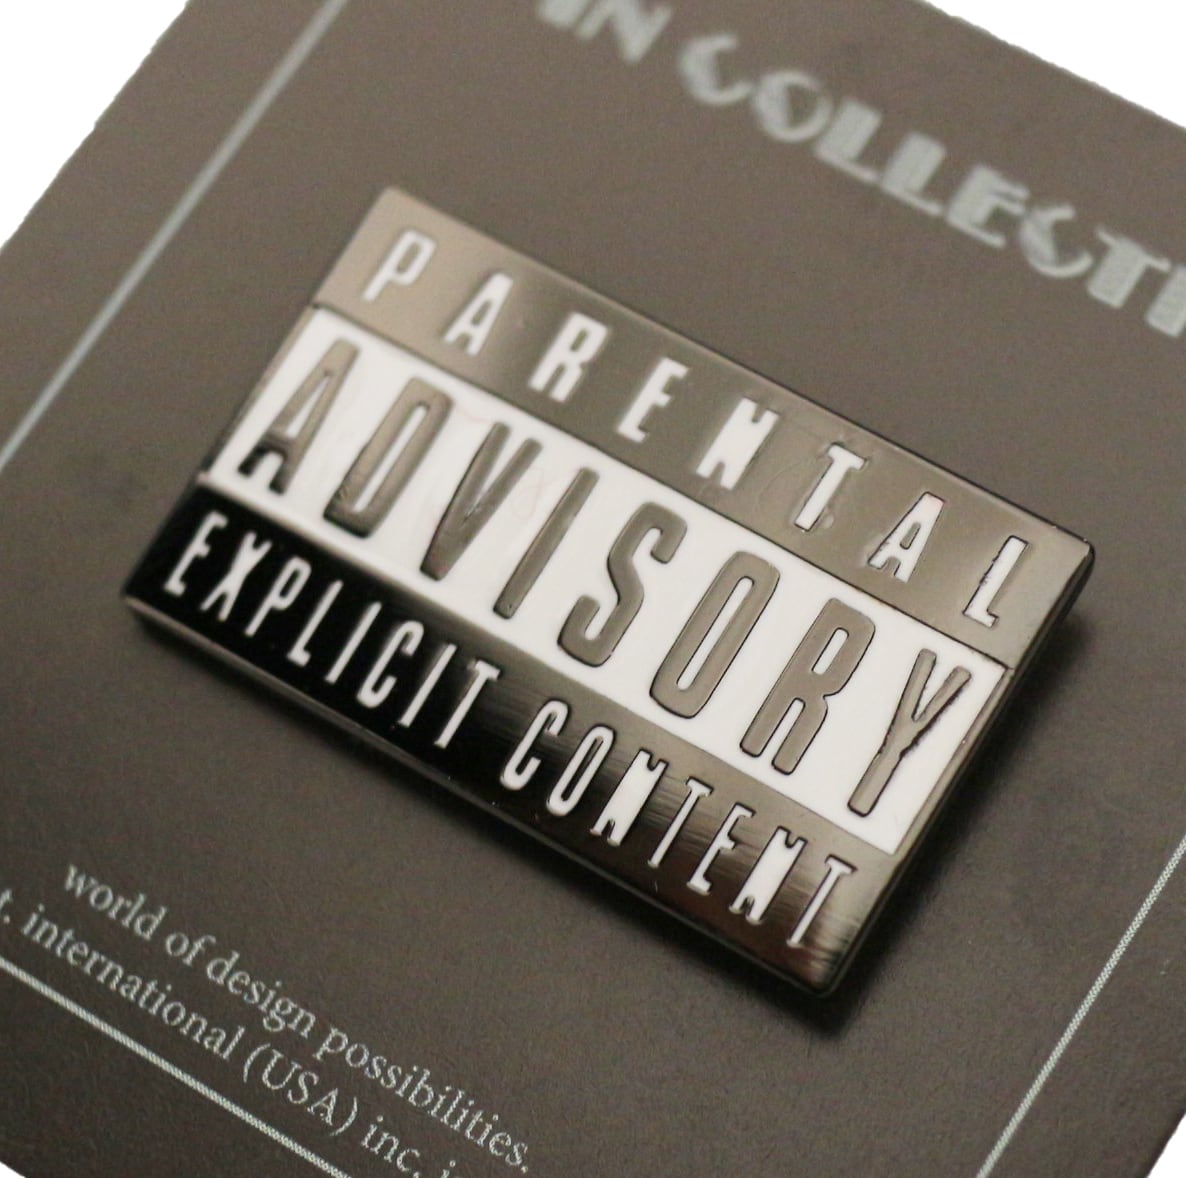 IN COLLECTI
PARENTAL
ADVISORY
EXPLICIT CONTENT
world of design possibilities.
t. international (USA) inc.